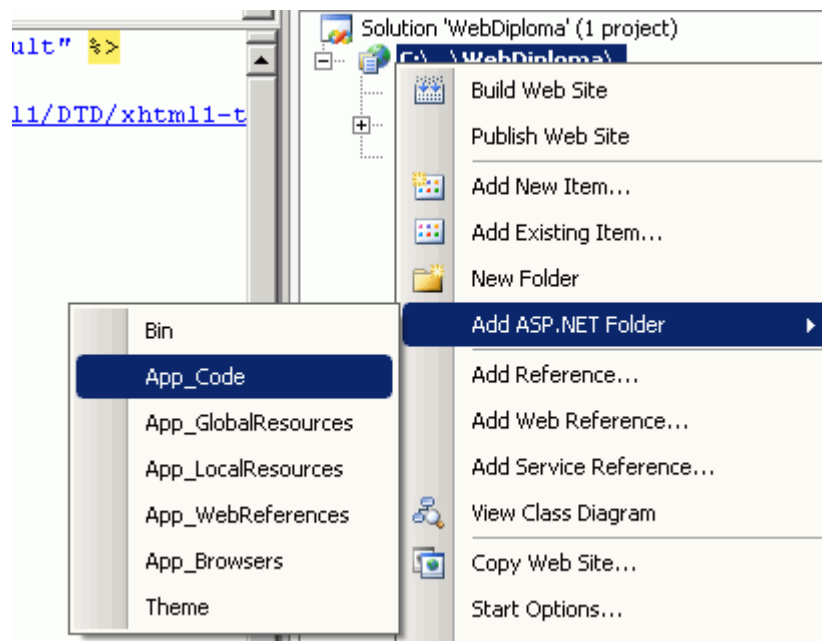 Solution 'WebDiploma' (1 project)
ult" %>
C:\...\WebDiploma\
l1/DTD/xhtml1-t
Build Web Site
Publish Web Site
Add New Item...
Add Existing Item...
New Folder
Add ASP.NET Folder
Bin
App_Code
App_GlobalResources
App_LocalResources
App_WebReferences
App_Browsers
Theme
Add Reference...
Add Web Reference...
Add Service Reference...
View Class Diagram
Copy Web Site...
Start Options...